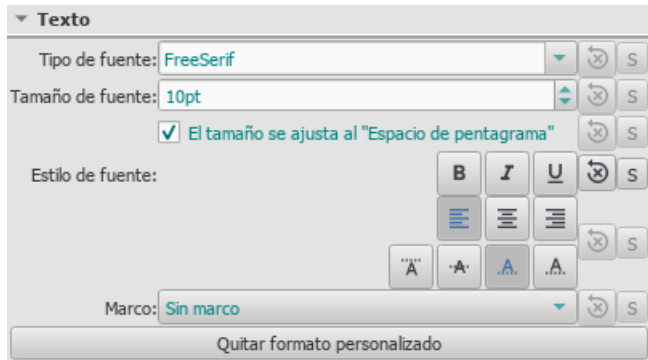 Texto
Tipo de fuente: FreeSerif S
Tamaño de fuente: 10pt S
El tamaño se ajusta al "Espacio de pentagrama" S
Estilo de fuente: B I U S
S
A A A A
Marco: Sin marco S
Quitar formato personalizado